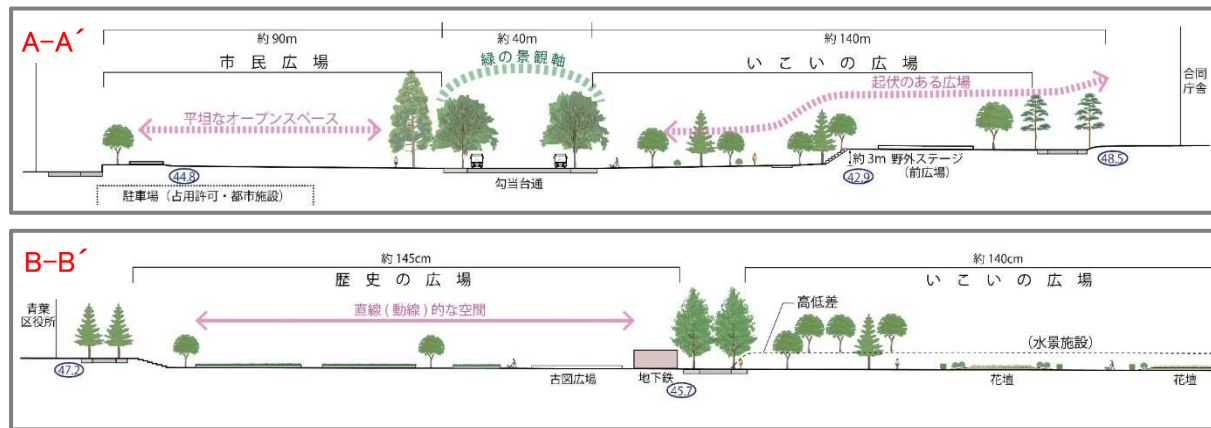 A-A´
約90m
約40m
約140m
市民広場
緑の景観軸
いこいの広場
起伏のある広場
合同
庁舎
平坦なオープンスペース
約3m 野外ステージ
(前広場)
44.8
勾当台通
42.9
48.5
駐車場（占用許可・都市施設）
B-B´
約145cm
約140cm
歴史の広場
いこいの広場
青葉
区役所
直線(動線)的な空間
高低差
(水景施設)
47.2
古図広場
地下鉄
45.7
花壇
花壇